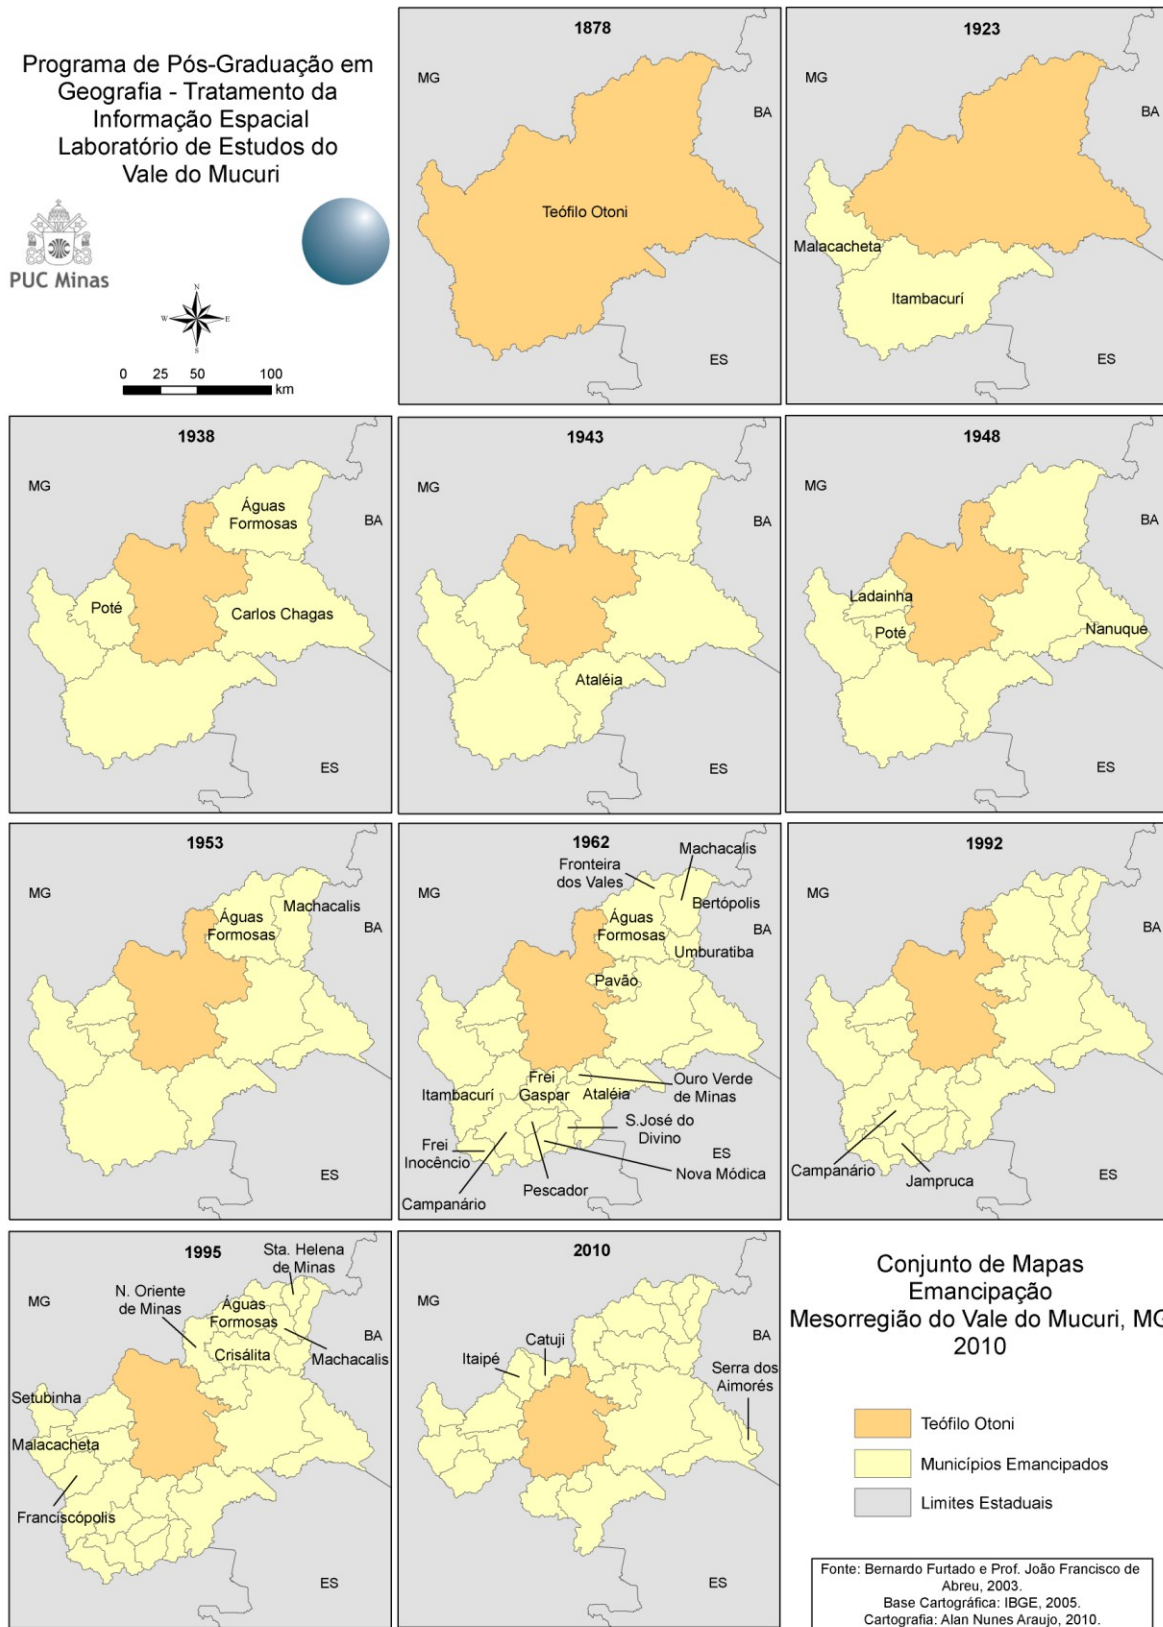 Programa de Pós-Graduação em
Geografia - Tratamento da
Informação Espacial
Laboratório de Estudos do
Vale do Mucuri
PUC Minas
N
W
E
S
0 25 50 100
km
1878
MG
BA
Teófilo Otoni
ES
1923
MG
BA
Malacacheta
Itambacurí
ES
1938
MG
Águas
Formosas
BA
Poté
Carlos Chagas
ES
1943
MG
BA
Ataléia
ES
1948
MG
BA
Ladainha
Poté
Nanuque
ES
1953
MG
Machacalis
Águas
Formosas
BA
ES
1962
Machacalis
Fronteira
dos Vales
MG
Bertópolis
Águas
Formosas
BA
Umburatiba
Pavão
Frei
Gaspar
Ouro Verde
de Minas
Itambacurí
Ataléia
S.José do
Divino
Frei
Inocêncio
ES
Nova Módica
Pescador
Campanário
1992
MG
BA
Campanário
Jampruca
ES
1995
Sta. Helena
de Minas
N. Oriente
de Minas
MG
Águas
Formosas
BA
Crisálita
Machacalis
Setubinha
Malacacheta
Franciscópolis
ES
2010
MG
BA
Catuji
Itaipé
Serra dos
Aimorés
ES
Conjunto de Mapas
Emancipação
Mesorregião do Vale do Mucuri, MG
2010
Teófilo Otoni
Municípios Emancipados
Limites Estaduais
Fonte: Bernardo Furtado e Prof. João Francisco de
Abreu, 2003.
Base Cartográfica: IBGE, 2005.
Cartografia: Alan Nunes Araujo, 2010.